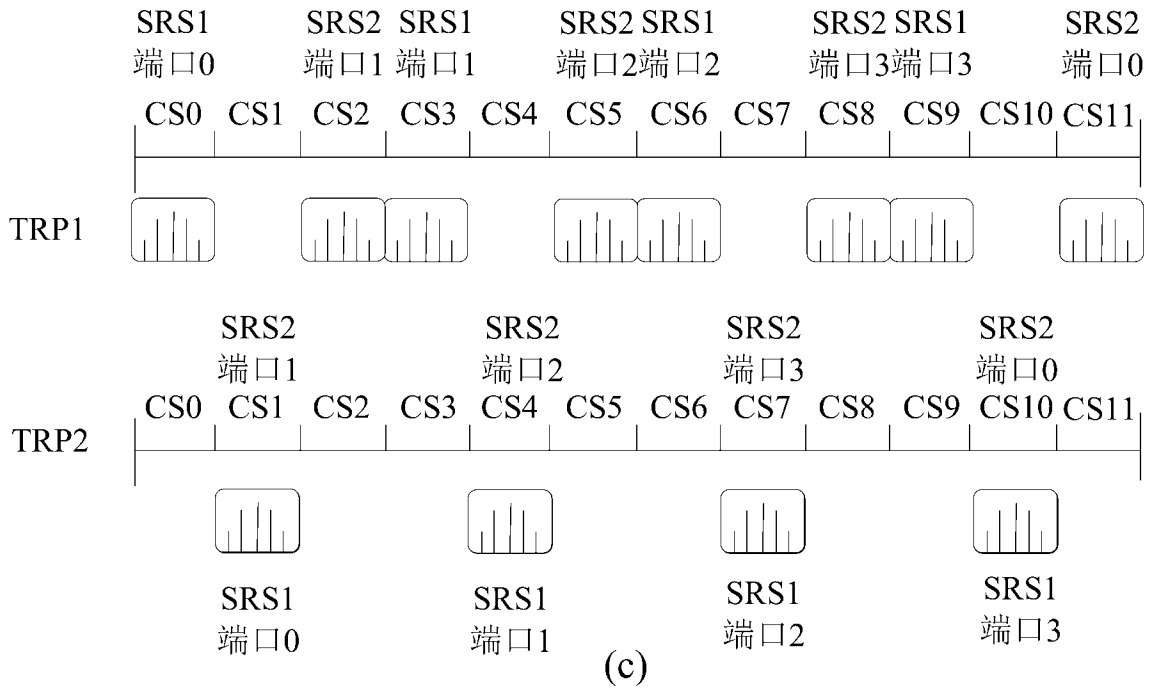 SRS1 SRS2 SRS1 SRS2 SRS1 SRS2 SRS1 SRS2
端口0 端口1 端口1 端口2 端口2 端口3 端口3 端口0
CS0 CS1 CS2 CS3 CS4 CS5 CS6 CS7 CS8 CS9 CS10 CS11
TRP1
SRS2 SRS2 SRS2 SRS2
端口1 端口2 端口3 端口0
CS0 CS1 CS2 CS3 CS4 CS5 CS6 CS7 CS8 CS9 CS10 CS11
TRP2
SRS1 SRS1 SRS1 SRS1
端口0 端口1 端口2 端口3
(c)